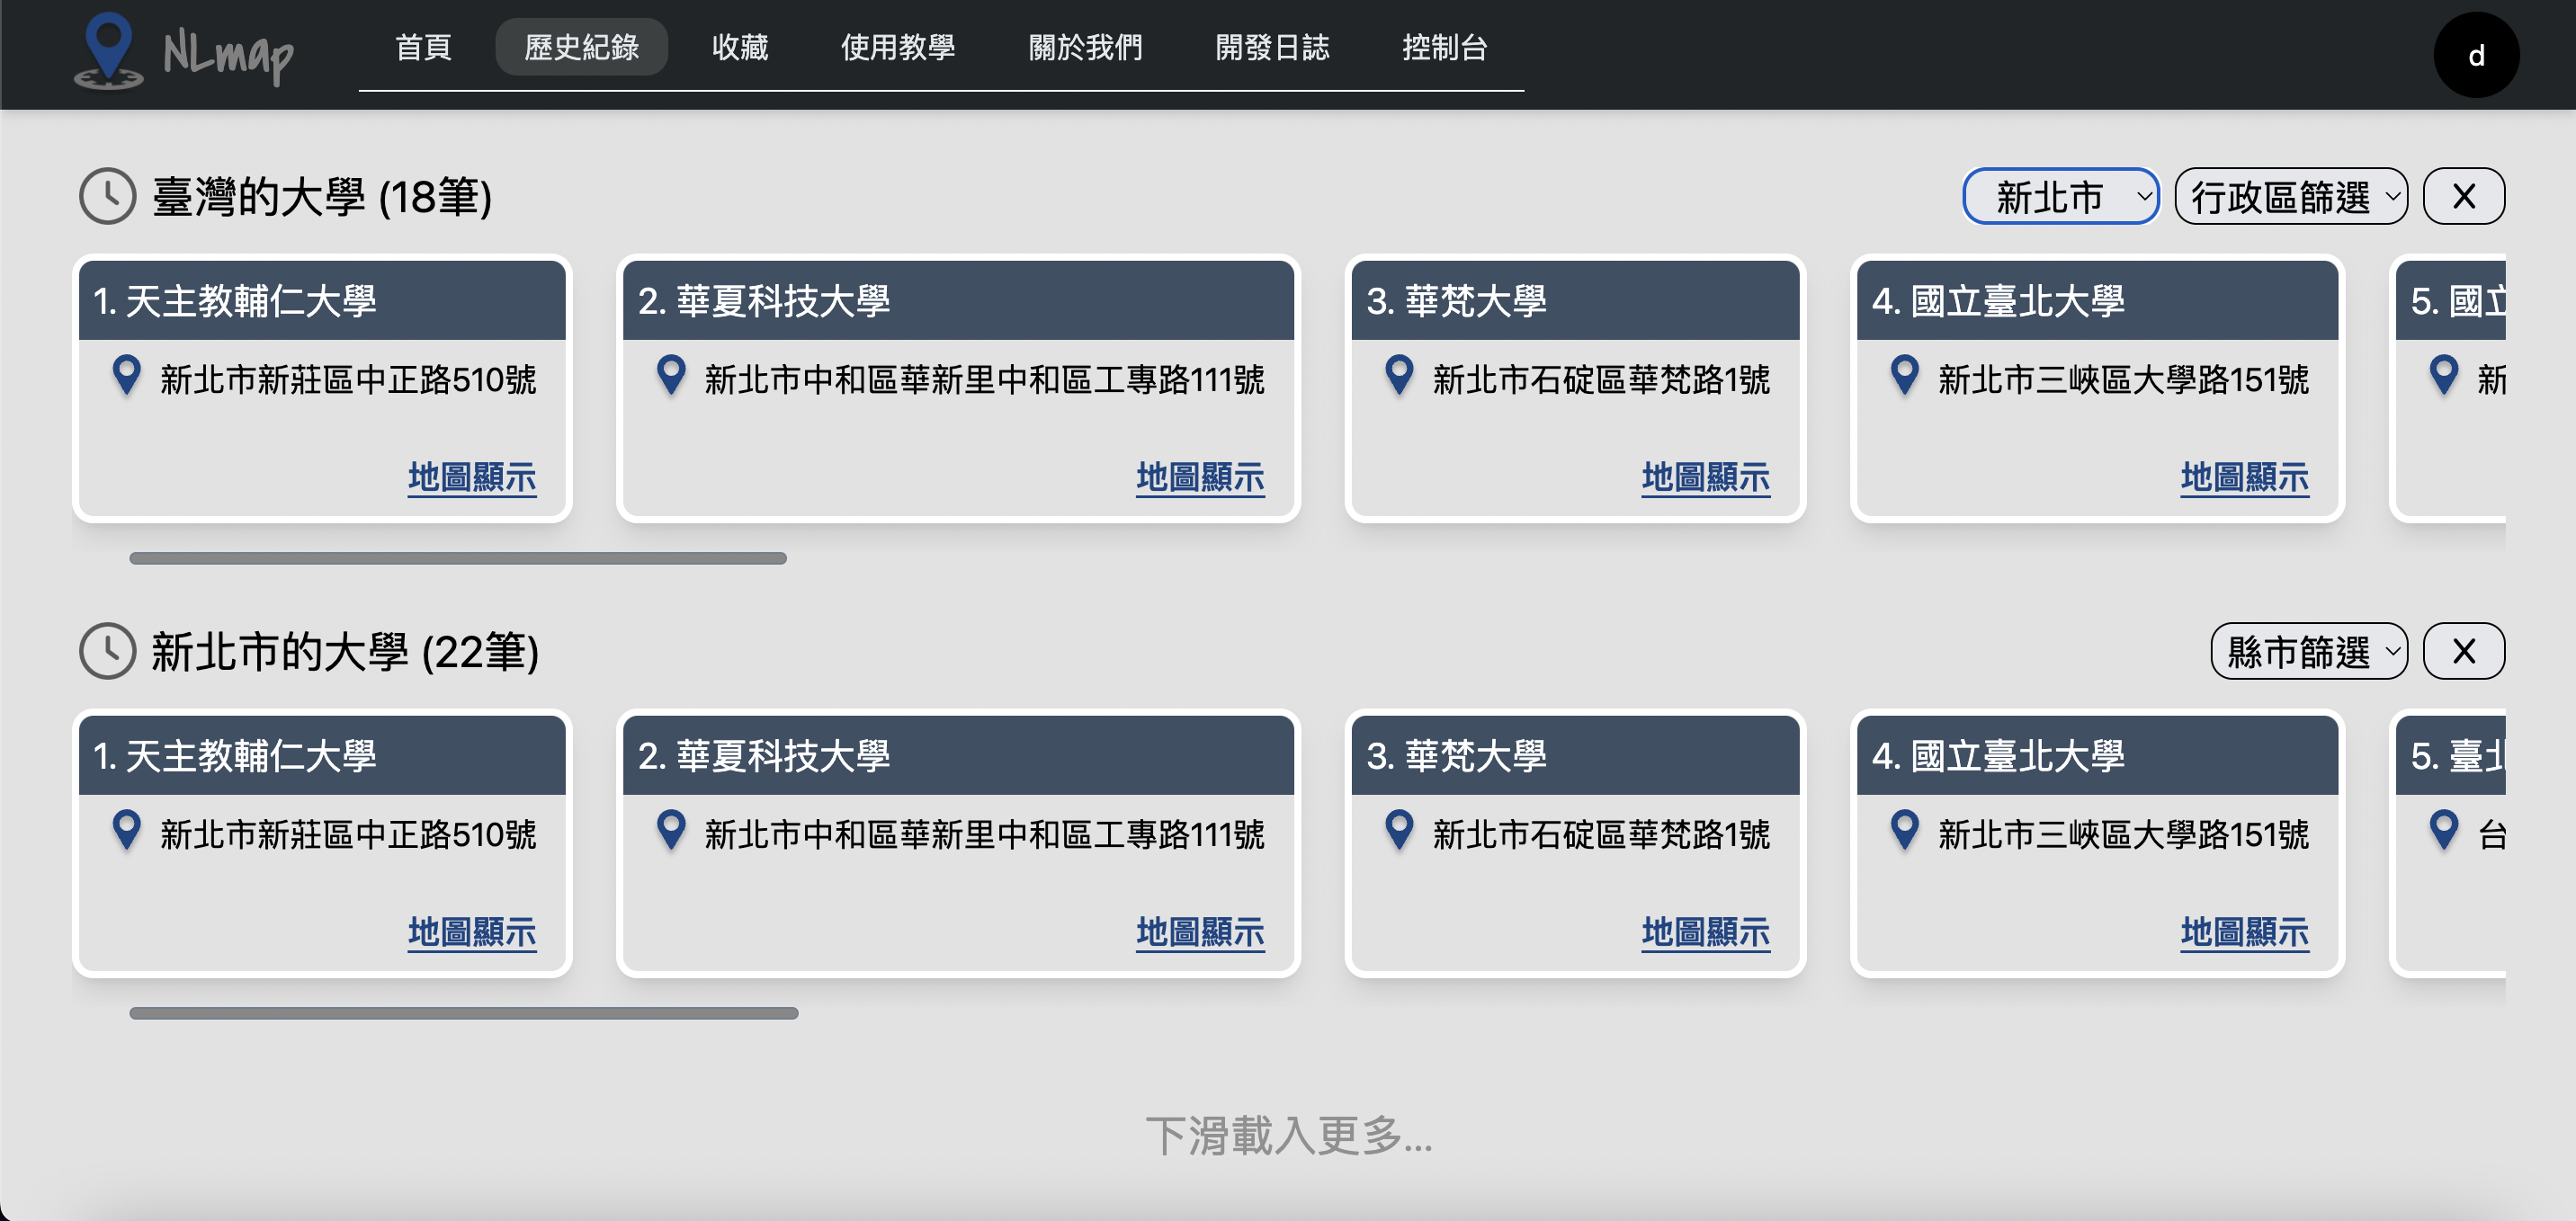 NLmap 首頁 歷史紀錄 收藏 使用教學 關於我們 開發日誌 控制台 d
臺灣的大學 (18筆) 新北市 行政區篩選 X
1. 天主教輔仁大學
新北市新莊區中正路510號
地圖顯示
2. 華夏科技大學
新北市中和區華新里中和區工專路111號
地圖顯示
3. 華梵大學
新北市石碇區華梵路1號
地圖顯示
4. 國立臺北大學
新北市三峽區大學路151號
地圖顯示
5. 國立
新
新北市的大學 (22筆) 縣市篩選 X
1. 天主教輔仁大學
新北市新莊區中正路510號
地圖顯示
2. 華夏科技大學
新北市中和區華新里中和區工專路111號
地圖顯示
3. 華梵大學
新北市石碇區華梵路1號
地圖顯示
4. 國立臺北大學
新北市三峽區大學路151號
地圖顯示
5. 臺北
台
下滑載入更多...